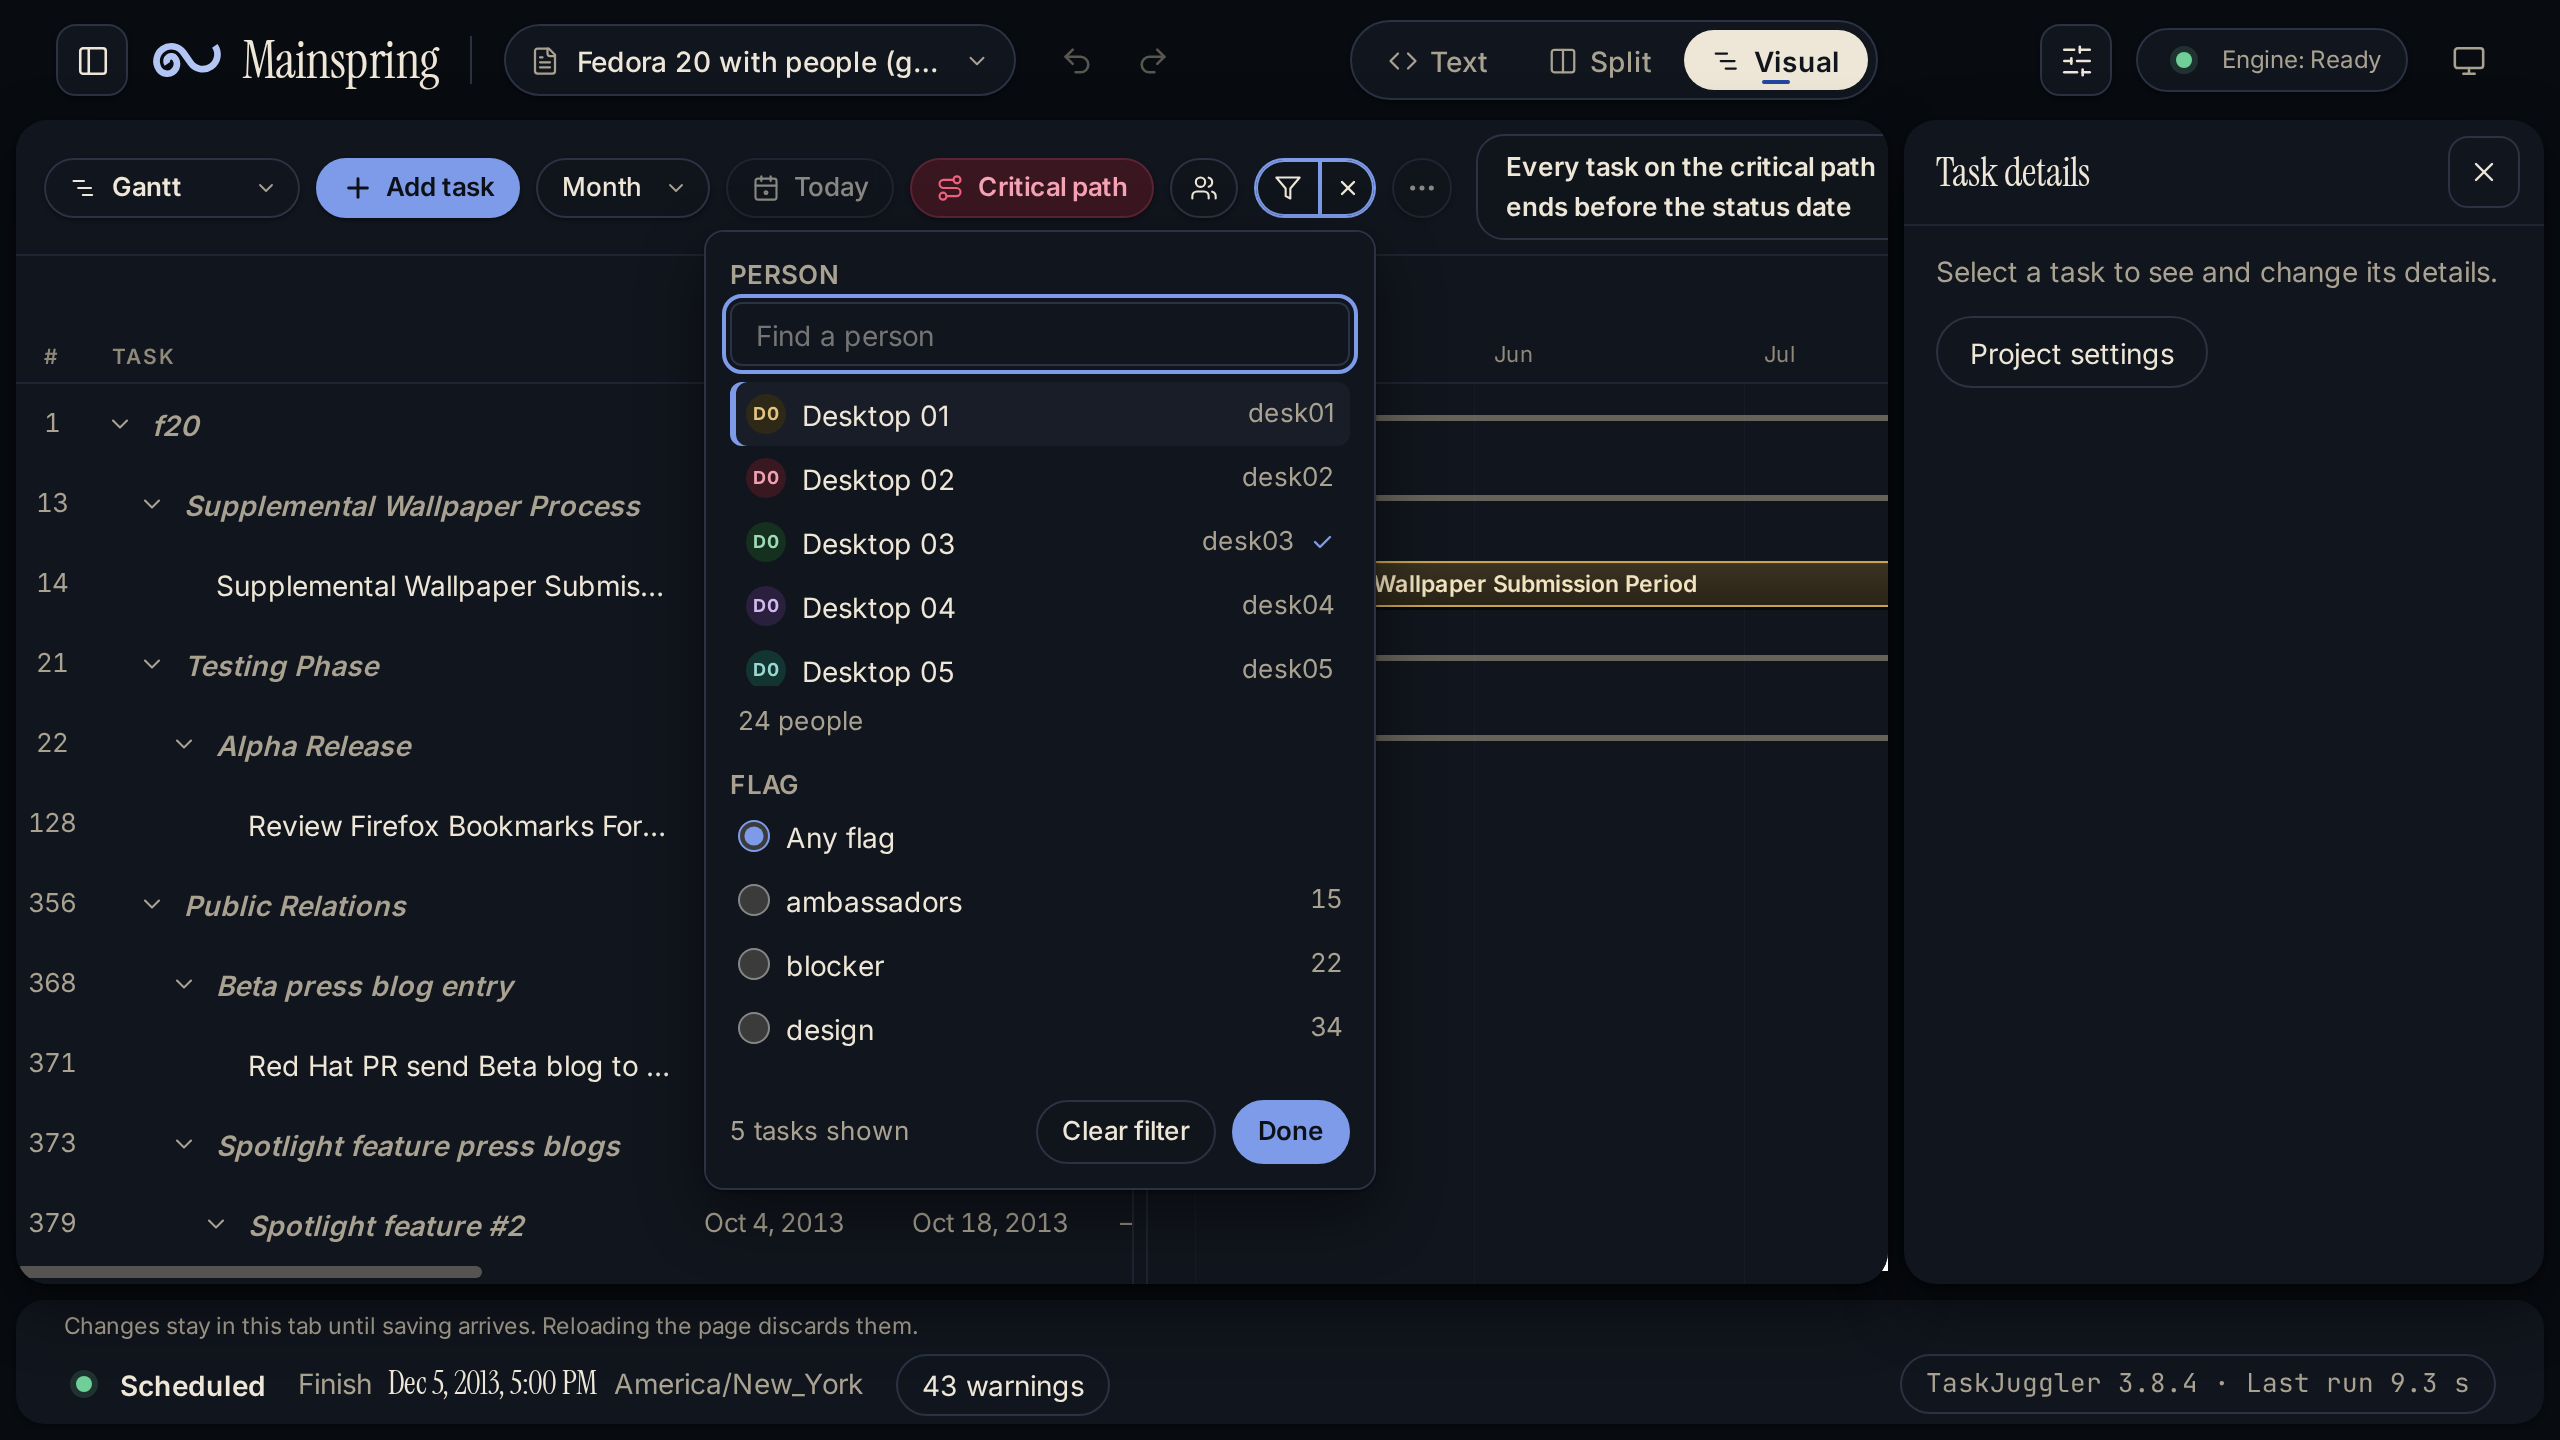 Mainspring
Fedora 20 with people (g...
Text
Split
Visual
Engine: Ready
Gantt
Add task
Month
Today
Critical path
Every task on the critical path
ends before the status date
Task details
Select a task to see and change its details.
Project settings
# TASK
Jun
Jul
1 f20
13 Supplemental Wallpaper Process
14 Supplemental Wallpaper Submis...
Wallpaper Submission Period
21 Testing Phase
22 Alpha Release
128 Review Firefox Bookmarks For...
356 Public Relations
368 Beta press blog entry
371 Red Hat PR send Beta blog to ...
373 Spotlight feature press blogs
379 Spotlight feature #2 Oct 4, 2013 Oct 18, 2013 –
PERSON
Find a person
D0 Desktop 01 desk01
D0 Desktop 02 desk02
D0 Desktop 03 desk03
D0 Desktop 04 desk04
D0 Desktop 05 desk05
24 people
FLAG
Any flag
ambassadors 15
blocker 22
design 34
5 tasks shown
Clear filter
Done
Changes stay in this tab until saving arrives. Reloading the page discards them.
Scheduled Finish Dec 5, 2013, 5:00 PM America/New_York 43 warnings
TaskJuggler 3.8.4 · Last run 9.3 s